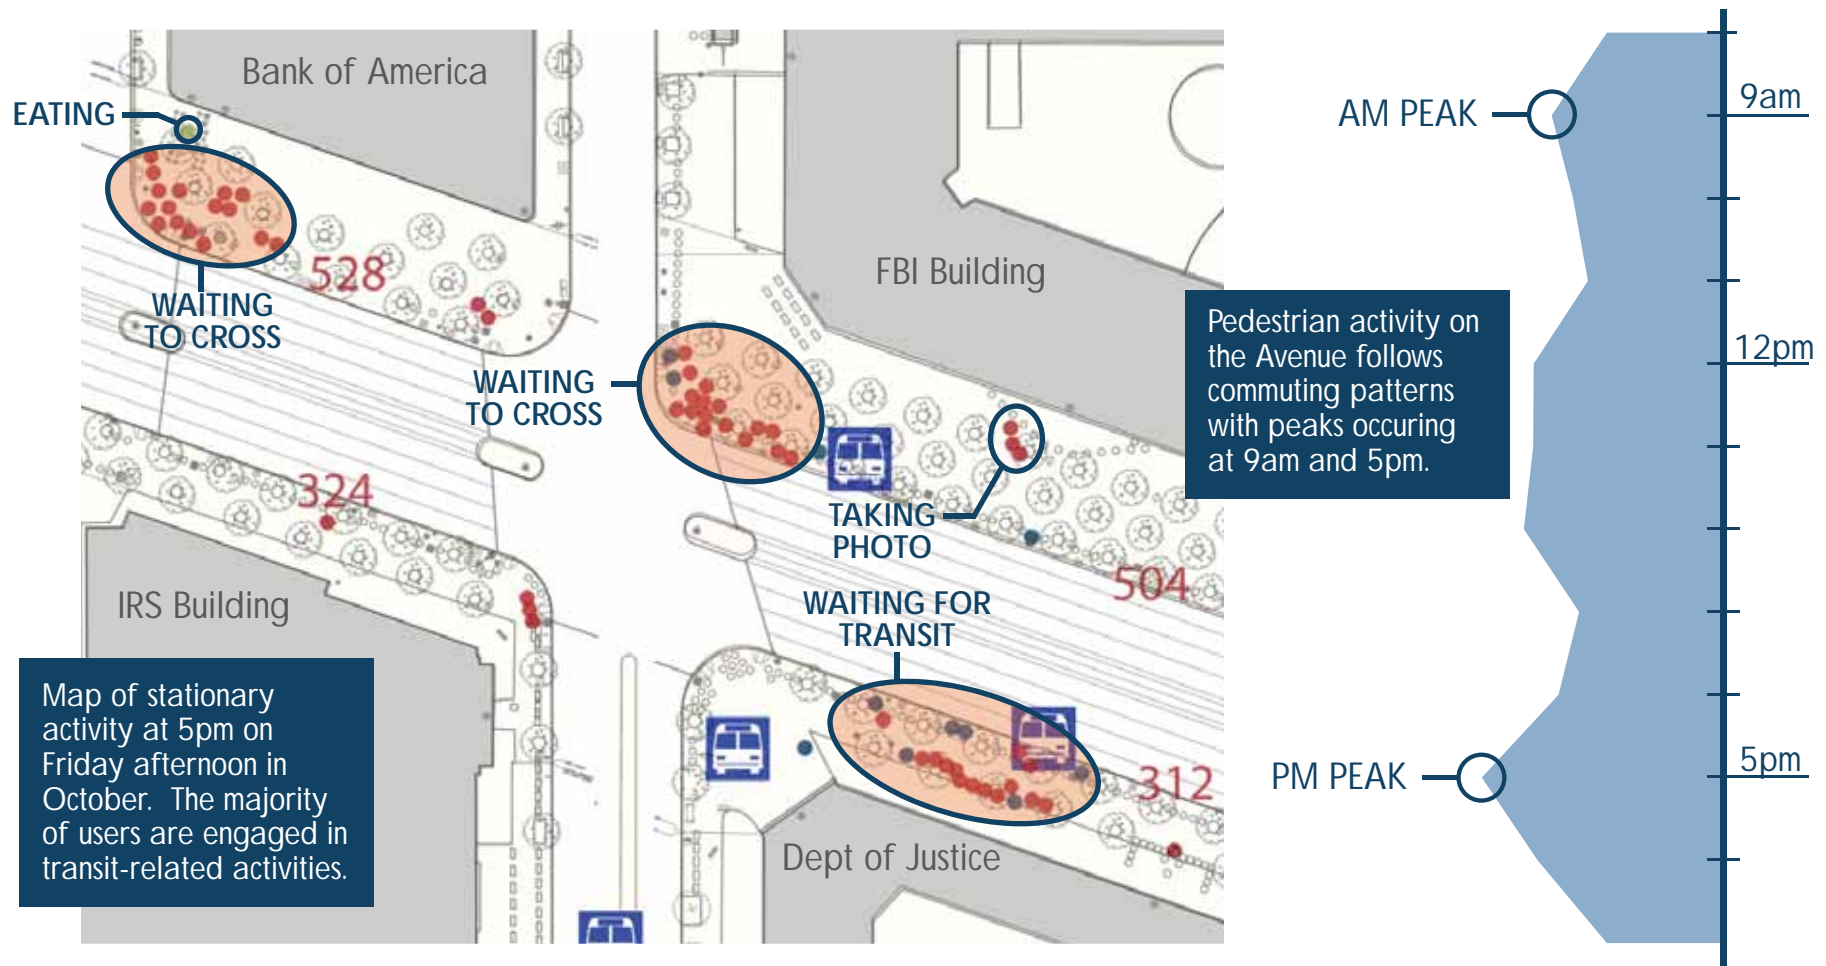 Bank of America
EATING
528
WAITING
TO CROSS
FBI Building
WAITING
TO CROSS
324
TAKING
PHOTO
504
IRS Building
WAITING FOR
TRANSIT
312
Dept of Justice
Map of stationary
activity at 5pm on
Friday afternoon in
October.  The majority
of users are engaged in
transit-related activities.
Pedestrian activity on
the Avenue follows
commuting patterns
with peaks occuring
at 9am and 5pm.
AM PEAK
9am
12pm
PM PEAK
5pm